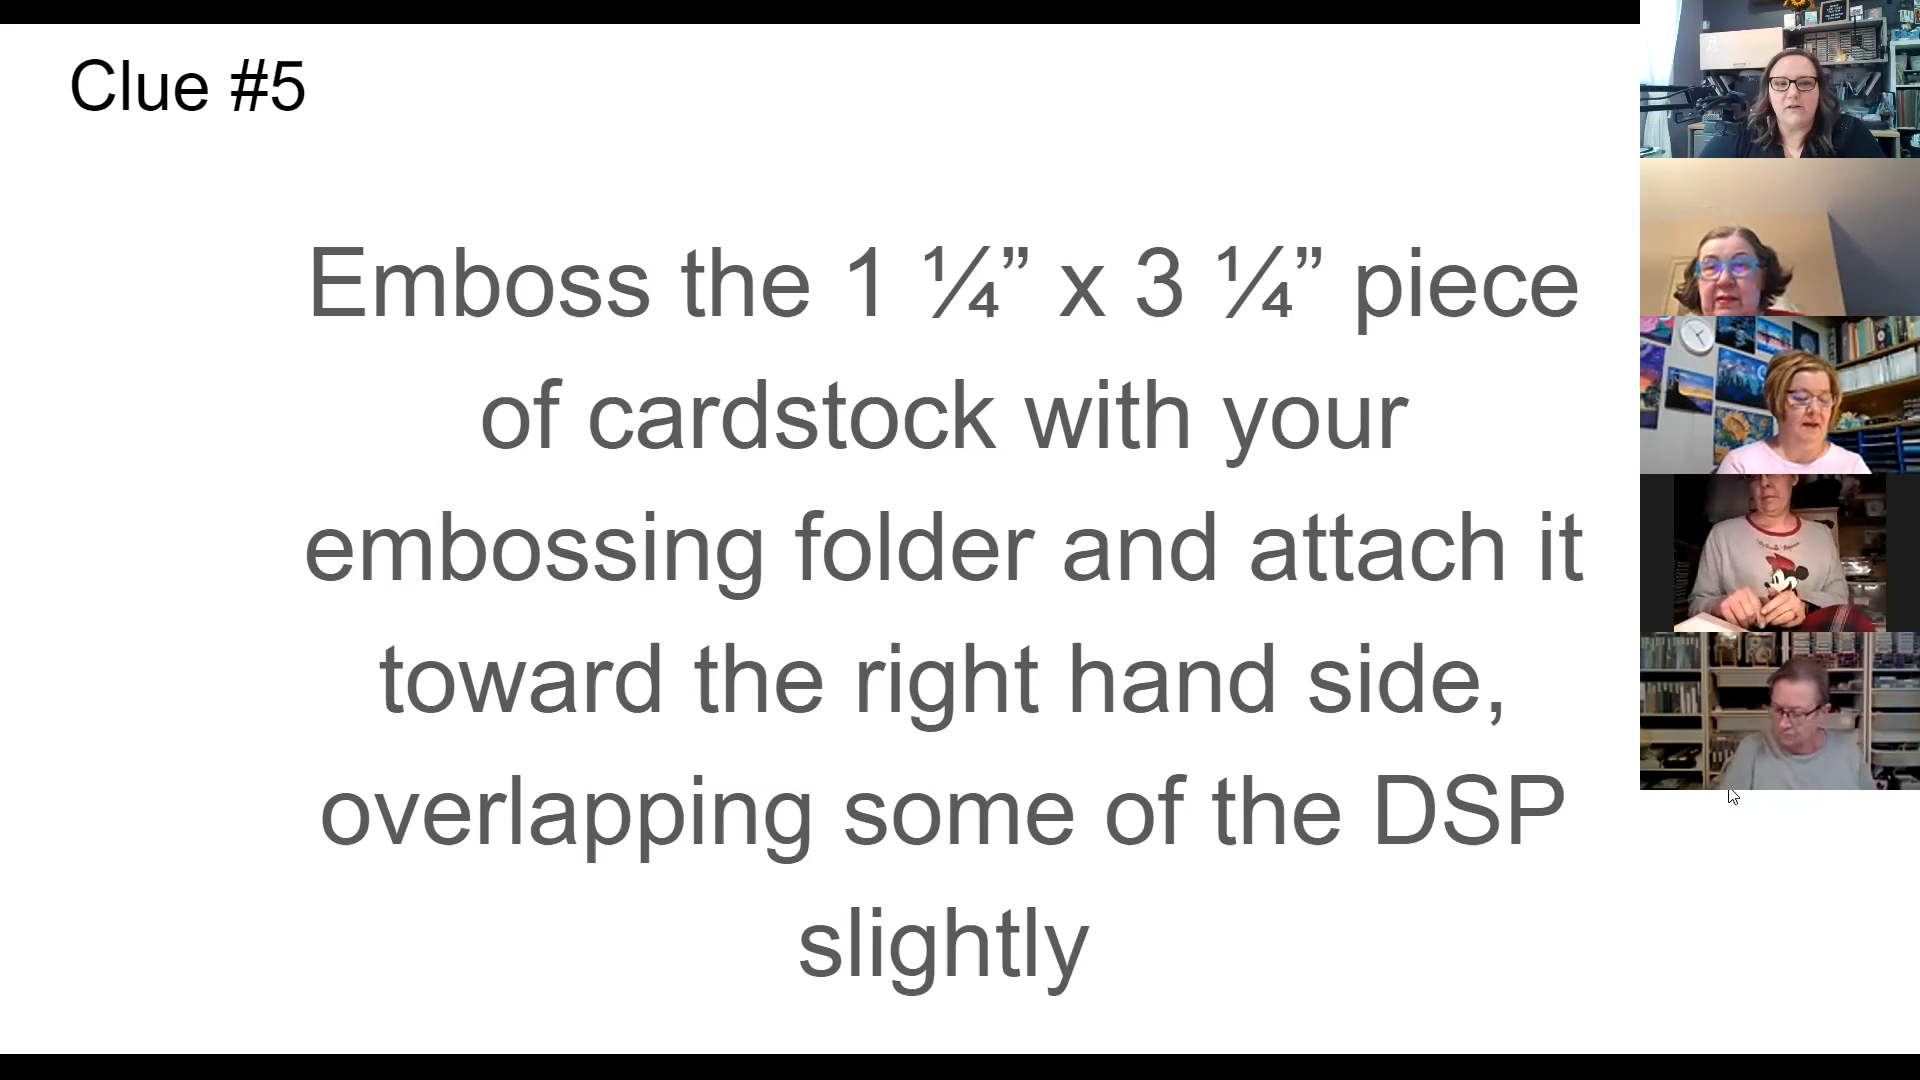 Clue #5
Emboss the 1 ¼” x 3 ¼” piece
of cardstock with your
embossing folder and attach it
toward the right hand side,
overlapping some of the DSP
slightly